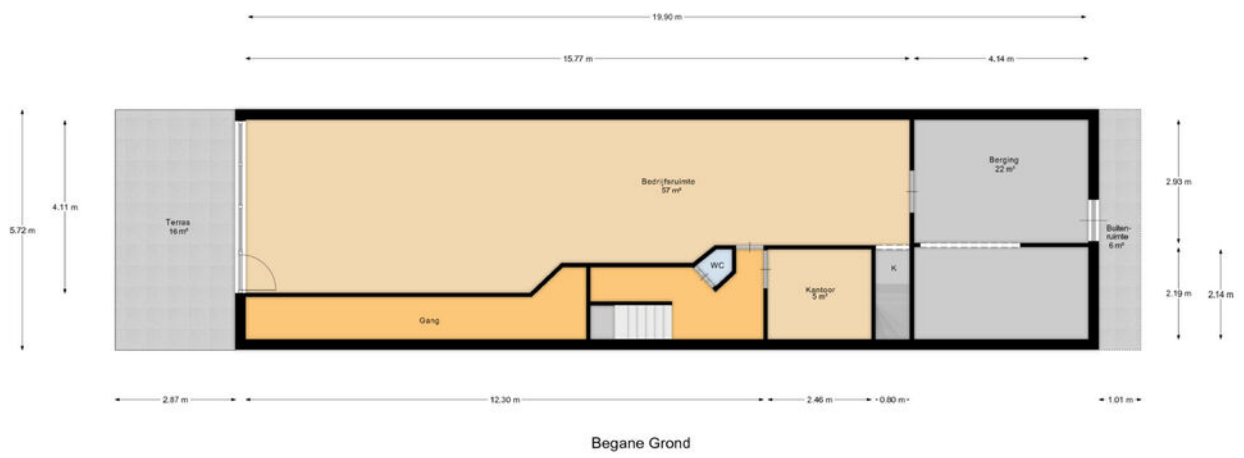 19.90 m
15.77 m
4.14 m
5.72 m
4.11 m
Terras
16 m²
Bedrijfsruimte
57 m²
Berging
22 m²
2.93 m
Buiten-
ruimte
6 m²
WC
K
Kantoor
5 m²
Gang
2.19 m
2.14 m
2.87 m
12.30 m
2.46 m
0.80 m
1.01 m
Begane Grond